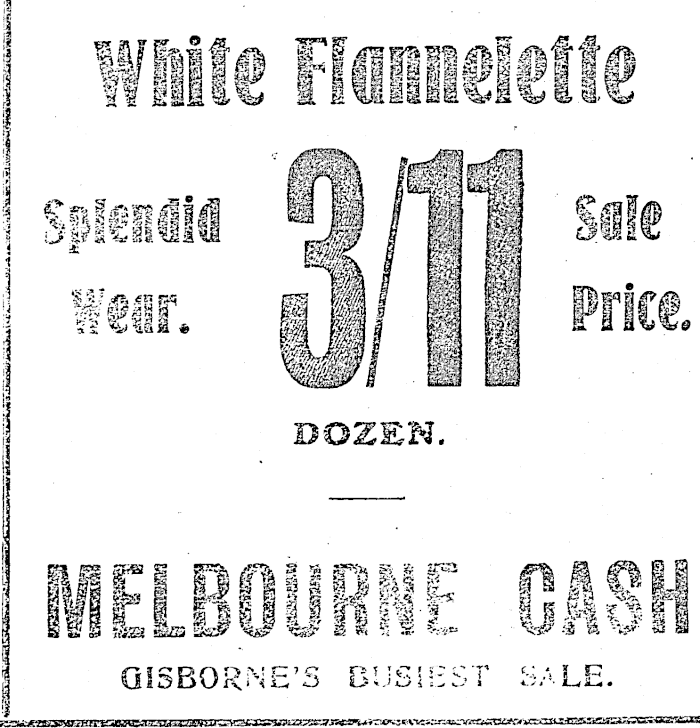 White Flannelette
Splendid Wear.
3/11
Sale Price.
DOZEN.
MELBOURNE CASH
GISBORNE'S BUSIEST SALE.